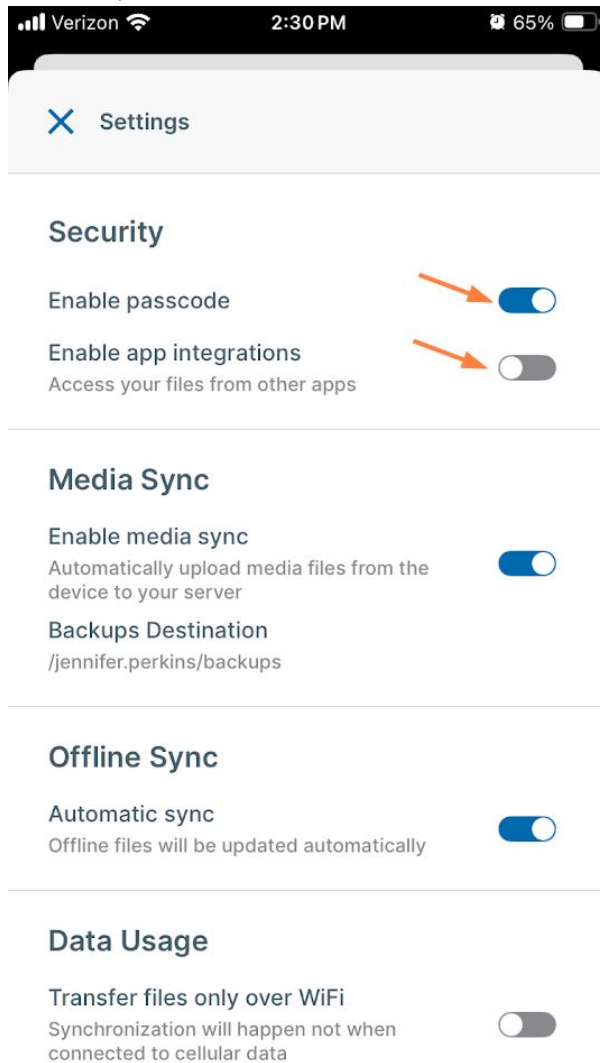 Verizon 2:30 PM 65%
Settings
Security
Enable passcode
Enable app integrations
Access your files from other apps
Media Sync
Enable media sync
Automatically upload media files from the
device to your server
Backups Destination
/jennifer.perkins/backups
Offline Sync
Automatic sync
Offline files will be updated automatically
Data Usage
Transfer files only over WiFi
Synchronization will happen not when
connected to cellular data